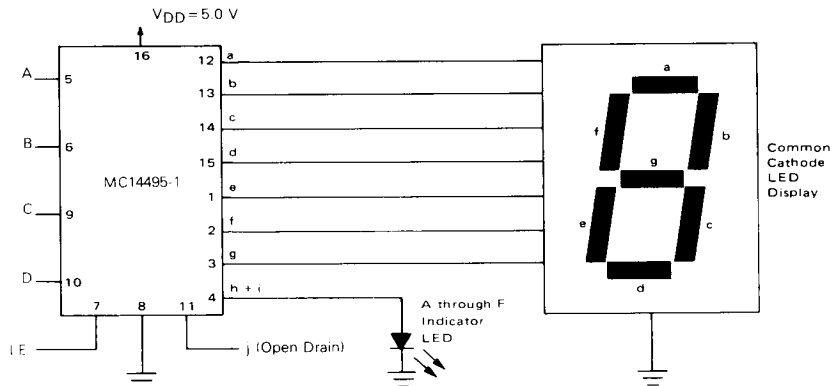 VDD = 5.0 V
16
A
5
B
6
C
9
D
10
MC14495-1
12
a
13
b
14
c
15
d
1
e
2
f
3
g
4
h + i
7
8
11
j (Open Drain)
A through F
Indicator
LED
a
f
b
g
e
c
d
Common
Cathode
LED
Display